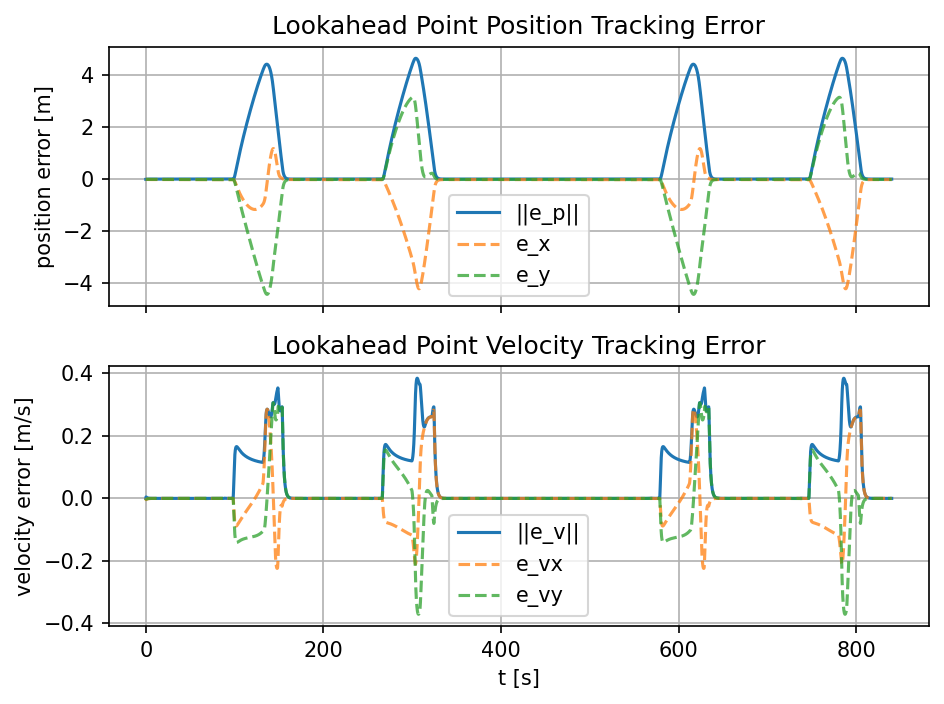 Lookahead Point Position Tracking Error
position error [m]
4
2
0
−2
−4
||e_p||
e_x
e_y
Lookahead Point Velocity Tracking Error
velocity error [m/s]
0.4
0.2
0.0
−0.2
−0.4
||e_v||
e_vx
e_vy
0 200 400 600 800
t [s]